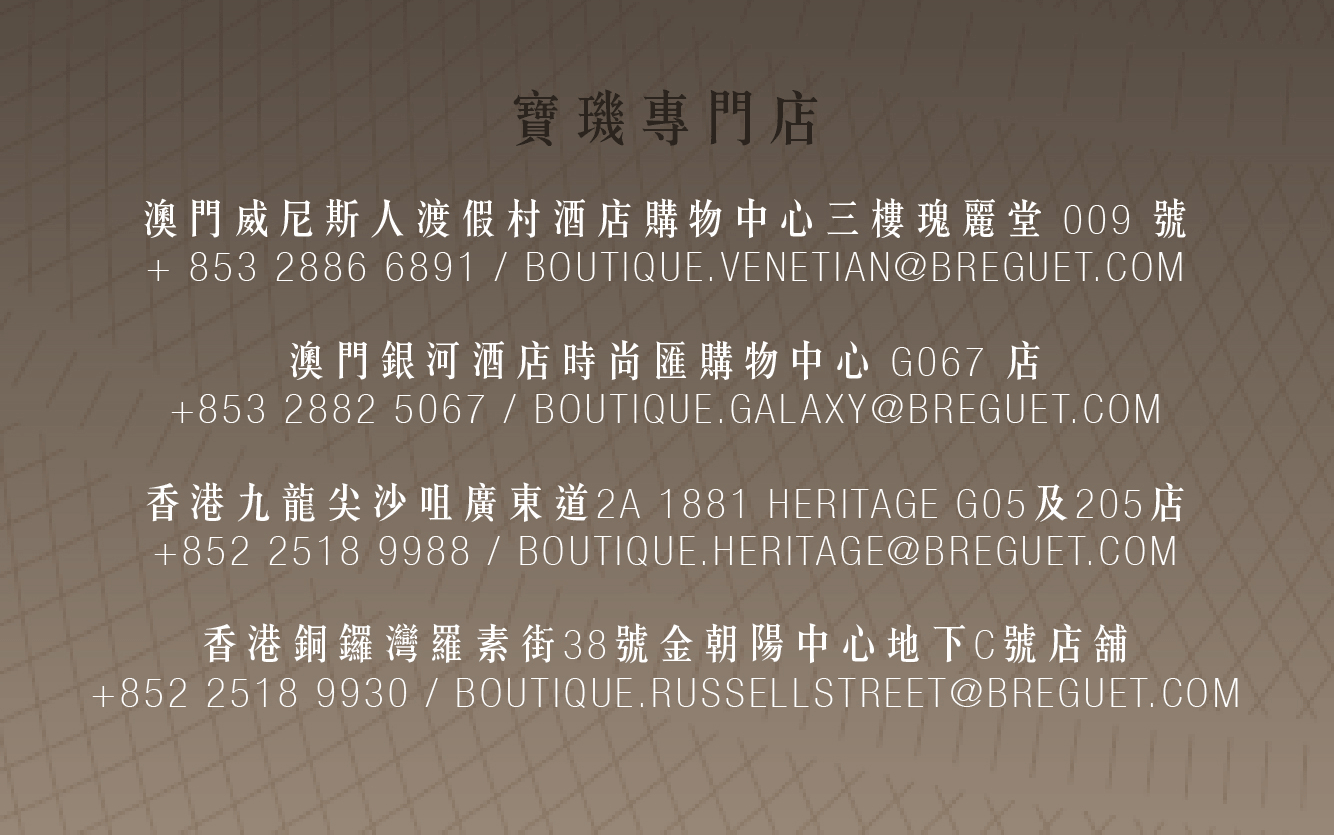 寶璣專門店
澳門威尼斯人渡假村酒店購物中心三樓瑰麗堂 009 號
+ 853 2886 6891 / BOUTIQUE.VENETIAN@BREGUET.COM
澳門銀河酒店時尚匯購物中心 G067 店
+853 2882 5067 / BOUTIQUE.GALAXY@BREGUET.COM
香港九龍尖沙咀廣東道2A 1881 HERITAGE G05及205店
+852 2518 9988 / BOUTIQUE.HERITAGE@BREGUET.COM
香港銅鑼灣羅素街38號金朝陽中心地下C號店舖
+852 2518 9930 / BOUTIQUE.RUSSELLSTREET@BREGUET.COM